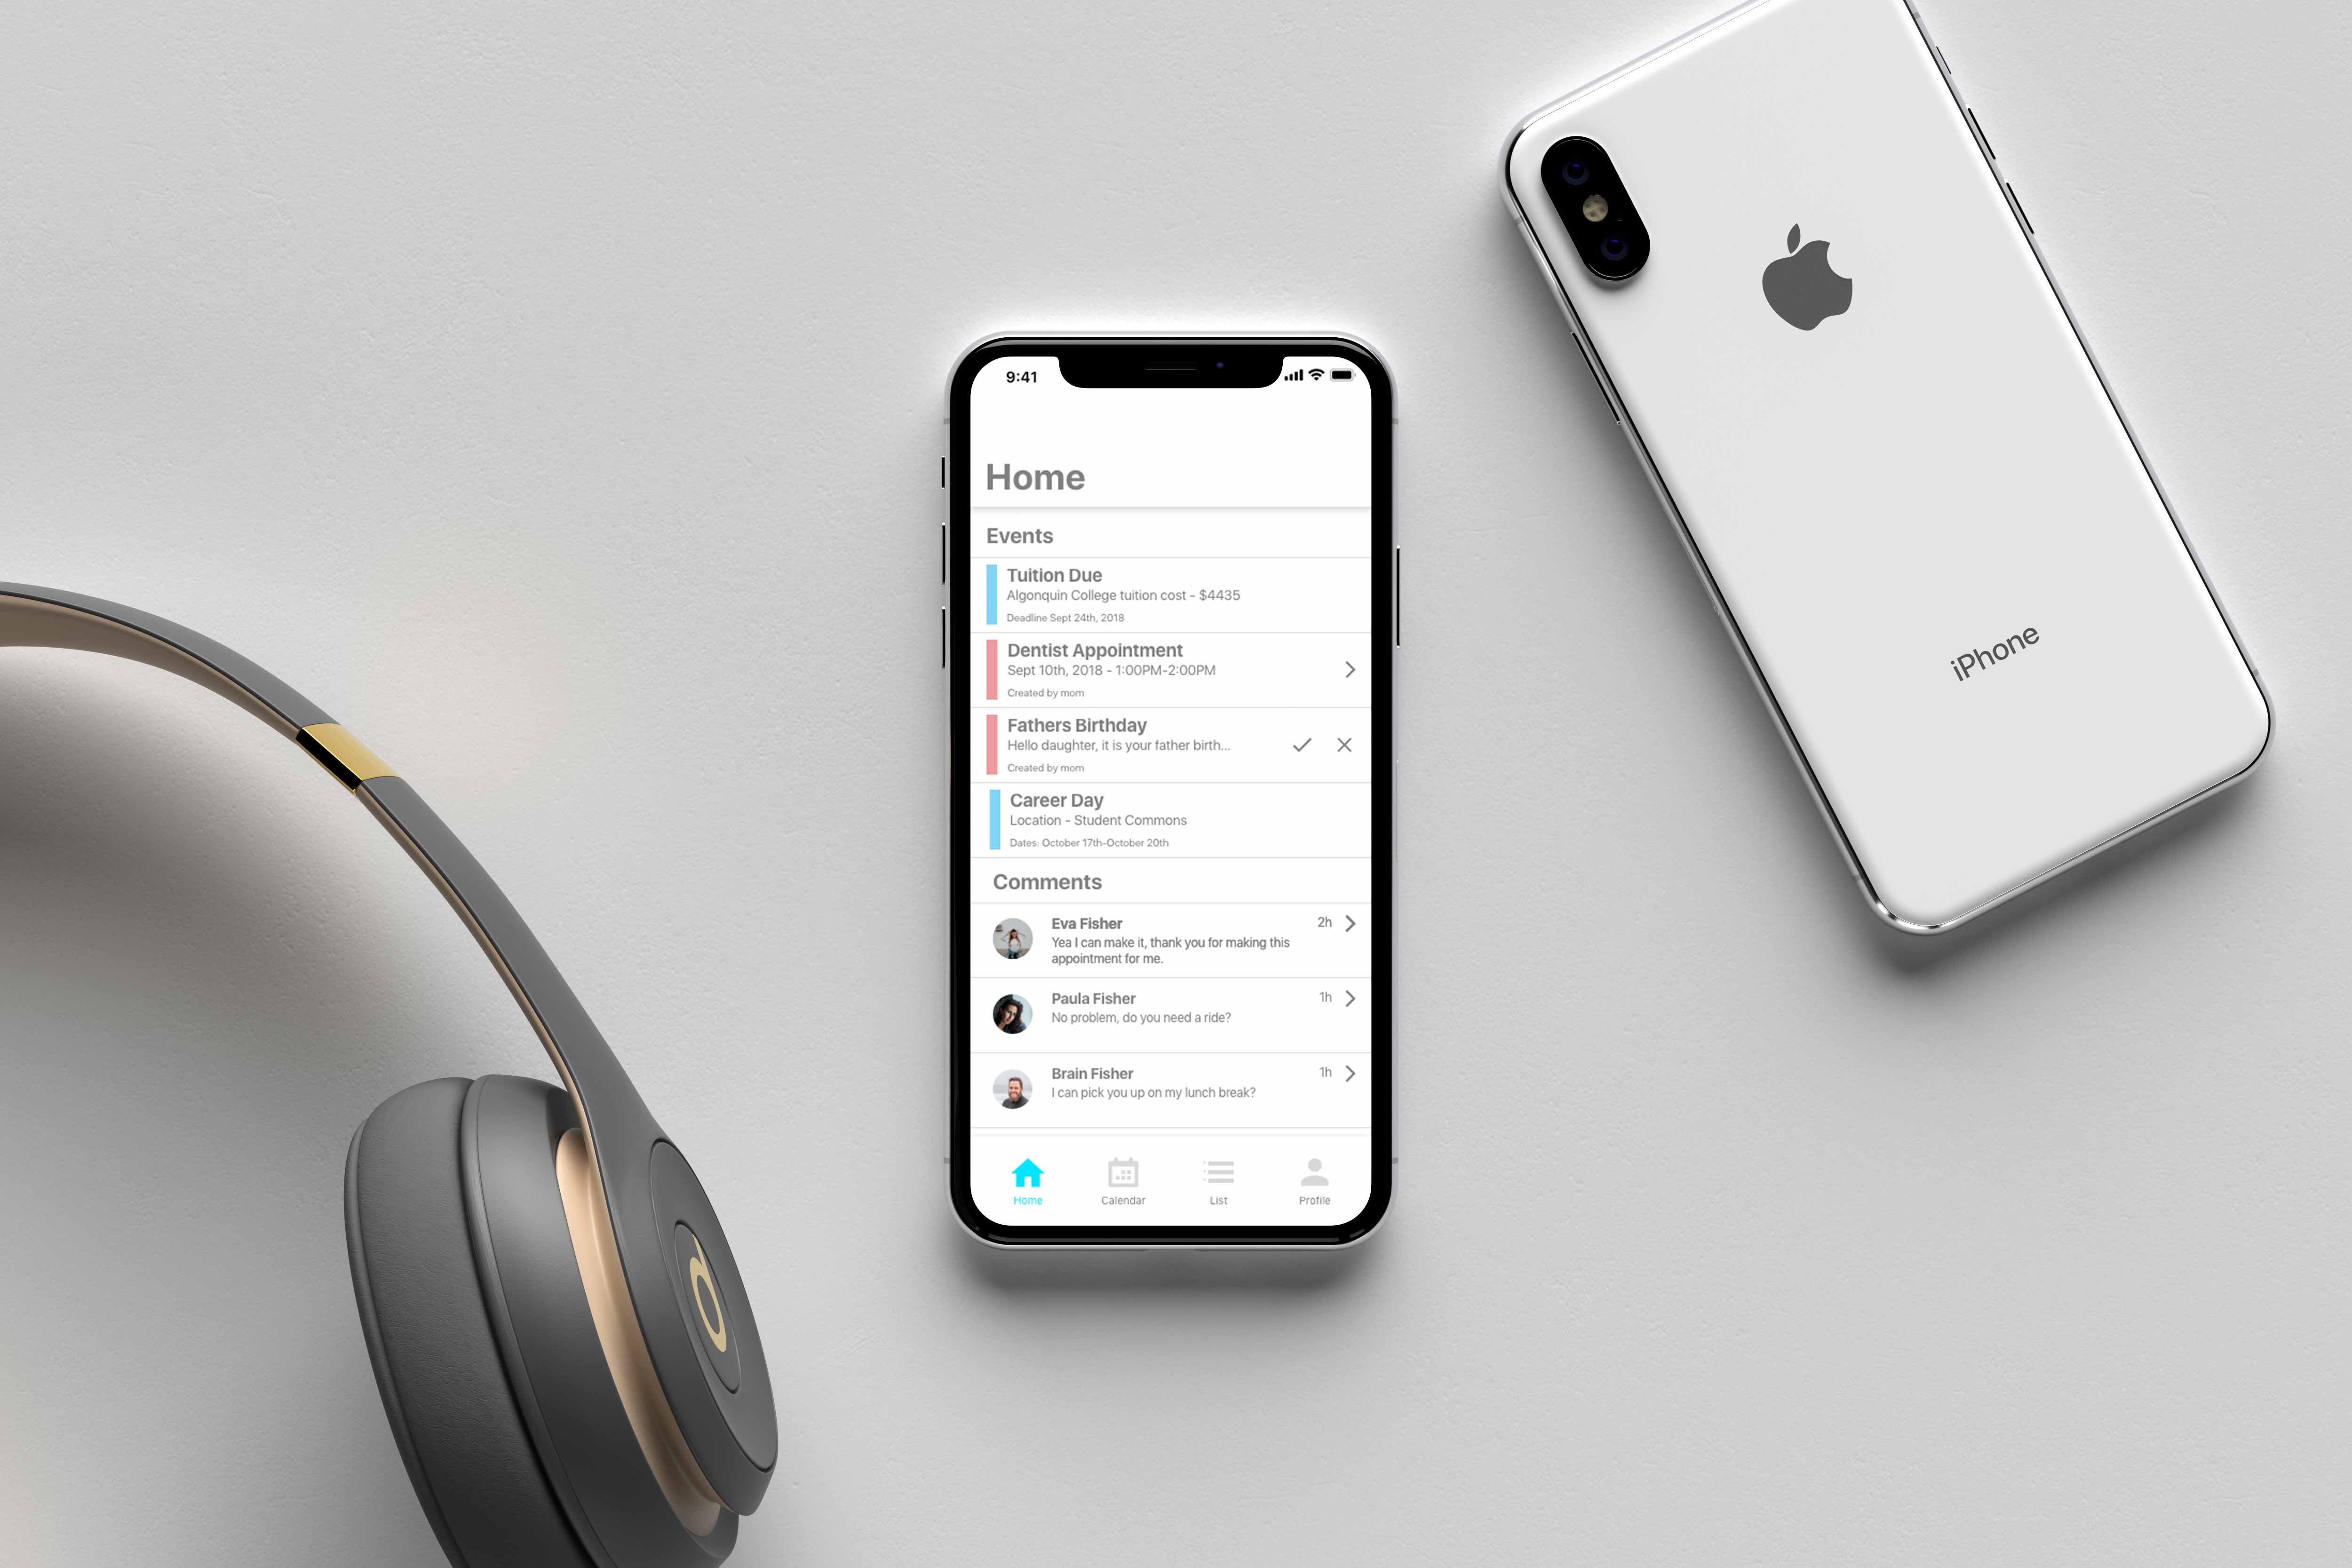 9:41
Home
Events
Tuition Due
Algonquin College tuition cost - $4435
Deadline Sept 24th, 2018
Dentist Appointment
Sept 10th, 2018 - 1:00PM-2:00PM
Created by mom
Fathers Birthday
Hello daughter, it is your father birth...
Created by mom
Career Day
Location - Student Commons
Dates: October 17th-October 20th
Comments
Eva Fisher 2h
Yea I can make it, thank you for making this
appointment for me.
Paula Fisher 1h
No problem, do you need a ride?
Brain Fisher 1h
I can pick you up on my lunch break?
Home Calendar List Profile
iPhone